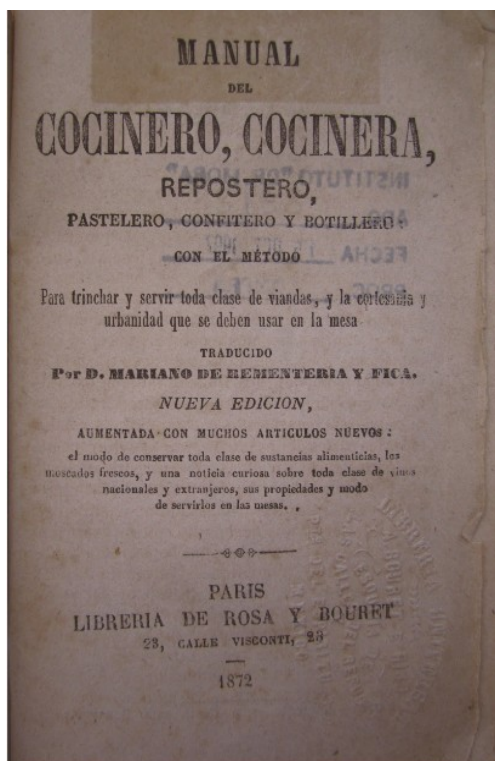 MANUAL
DEL
COCINERO, COCINERA,
REPOSTERO,
PASTELERO, CONFITERO Y BOTILLERO:
CON EL MÉTODO
Para trinchar y servir toda clase de viandas, y la cortesania y
urbanidad que se deben usar en la mesa
TRADUCIDO
Por D. MARIANO DE REMENTERIA Y FICA.
NUEVA EDICION,
AUMENTADA CON MUCHOS ARTICULOS NUEVOS:
el modo de conservar toda clase de sustancias alimenticias, los
pescados frescos, y una noticia curiosa sobre toda clase de vinos
nacionales y extranjeros, sus propiedades y modo
de servirlos en las mesas.
PARIS
LIBRERIA DE ROSA Y BOURET
23, CALLE VISCONTI, 23
1872
INSTITUTO
FECHA